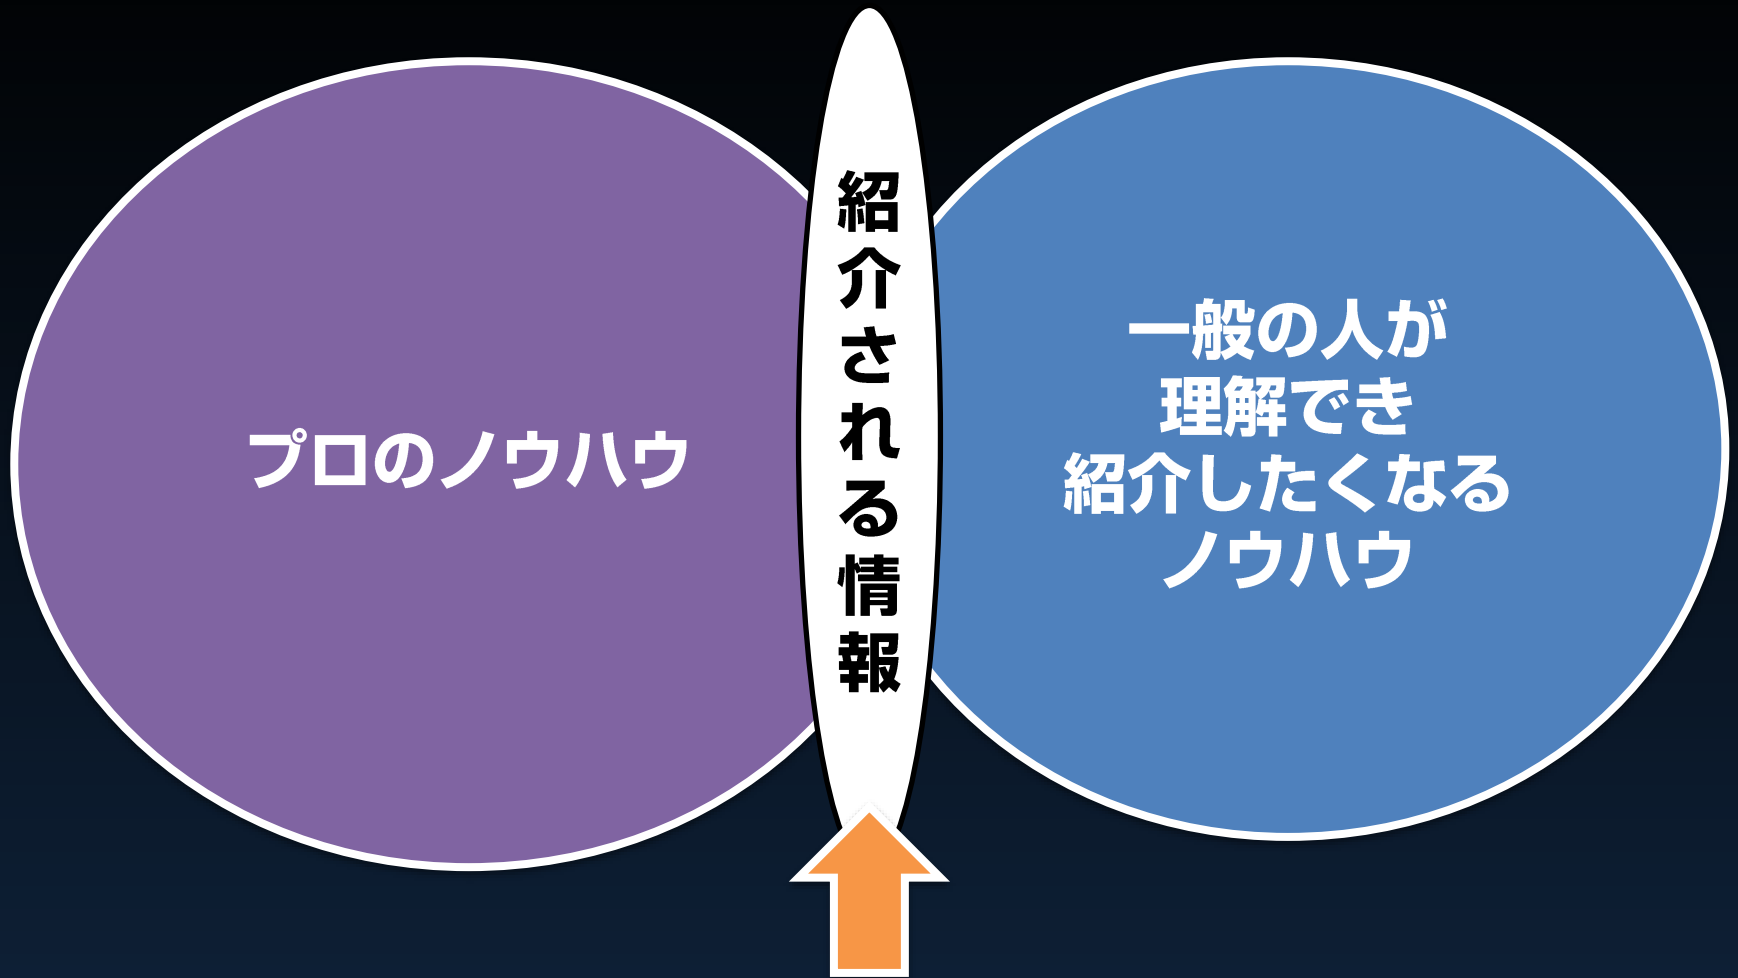 プロのノウハウ
紹介される情報
一般の人が
理解でき
紹介したくなる
ノウハウ